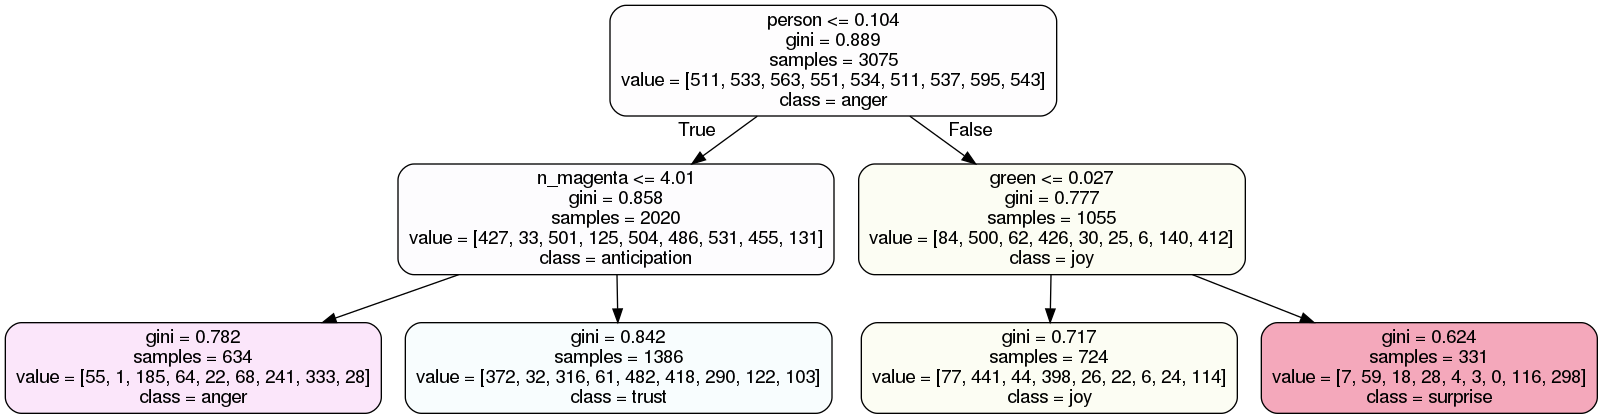 person <= 0.104
gini = 0.889
samples = 3075
value = [511, 533, 563, 551, 534, 511, 537, 595, 543]
class = anger
True
False
n_magenta <= 4.01
gini = 0.858
samples = 2020
value = [427, 33, 501, 125, 504, 486, 531, 455, 131]
class = anticipation
green <= 0.027
gini = 0.777
samples = 1055
value = [84, 500, 62, 426, 30, 25, 6, 140, 412]
class = joy
gini = 0.782
samples = 634
value = [55, 1, 185, 64, 22, 68, 241, 333, 28]
class = anger
gini = 0.842
samples = 1386
value = [372, 32, 316, 61, 482, 418, 290, 122, 103]
class = trust
gini = 0.717
samples = 724
value = [77, 441, 44, 398, 26, 22, 6, 24, 114]
class = joy
gini = 0.624
samples = 331
value = [7, 59, 18, 28, 4, 3, 0, 116, 298]
class = surprise